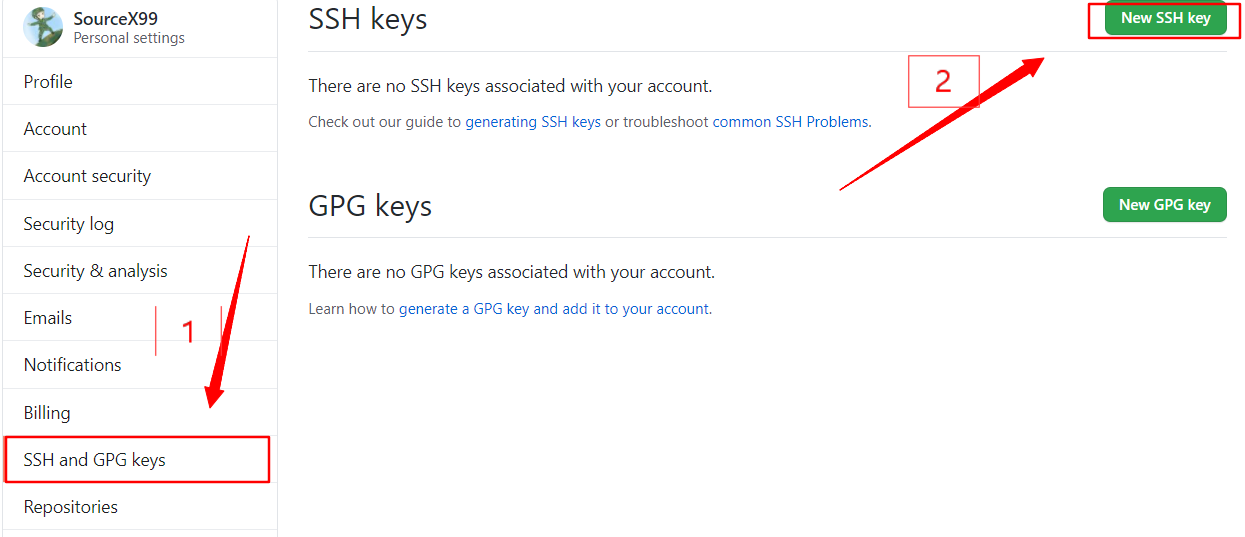 SourceX99
Personal settings
Profile
Account
Account security
Security log
Security & analysis
Emails
1
Notifications
Billing
SSH and GPG keys
Repositories
SSH keys
New SSH key
2
There are no SSH keys associated with your account.
Check out our guide to generating SSH keys or troubleshoot common SSH Problems.
GPG keys
New GPG key
There are no GPG keys associated with your account.
Learn how to generate a GPG key and add it to your account.